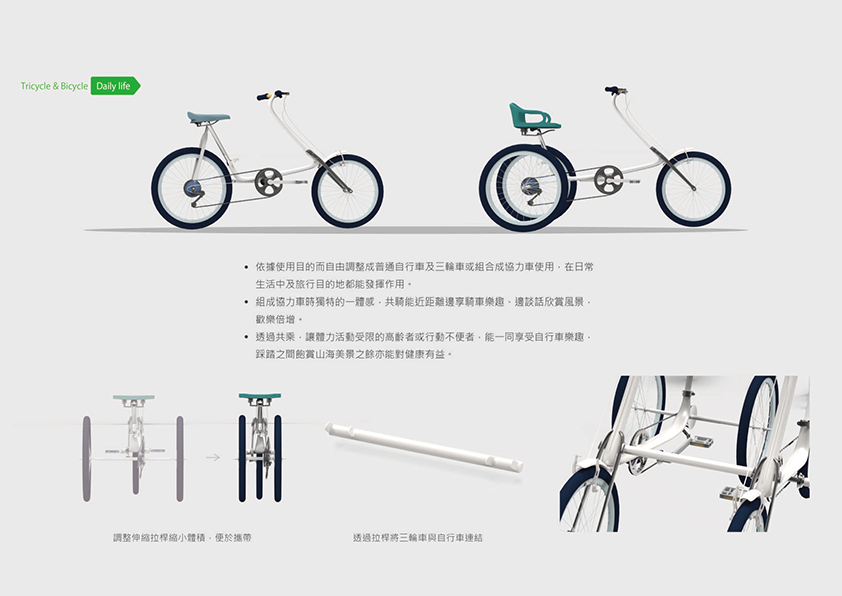 Tricycle & Bicycle Daily life
• 依據使用目的而自由調整成普通自行車及三輪車或組合成協力車使用，在日常
生活中及旅行目的地都能發揮作用。
• 組成協力車時獨特的一體感，共騎能近距離邊享騎車樂趣、邊談話欣賞風景，
歡樂倍增。
• 透過共乘，讓體力活動受限的高齡者或行動不便者，能一同享受自行車樂趣，
踩踏之間飽賞山海美景之餘亦能對健康有益。
調整伸縮拉桿縮小體積，便於攜帶
透過拉桿將三輪車與自行車連結